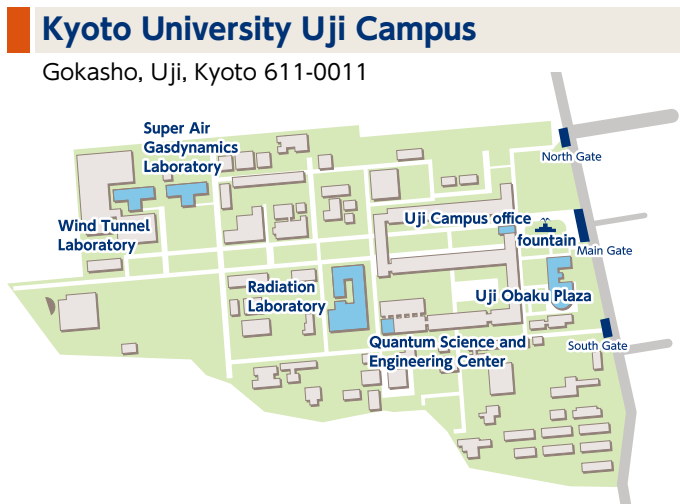 Kyoto University Uji Campus
Gokasho, Uji, Kyoto 611-0011
Super Air
Gasdynamics
Laboratory
North Gate
Wind Tunnel
Laboratory
Uji Campus office
fountain
Main Gate
Radiation
Laboratory
Uji Obaku Plaza
Quantum Science and
Engineering Center
South Gate